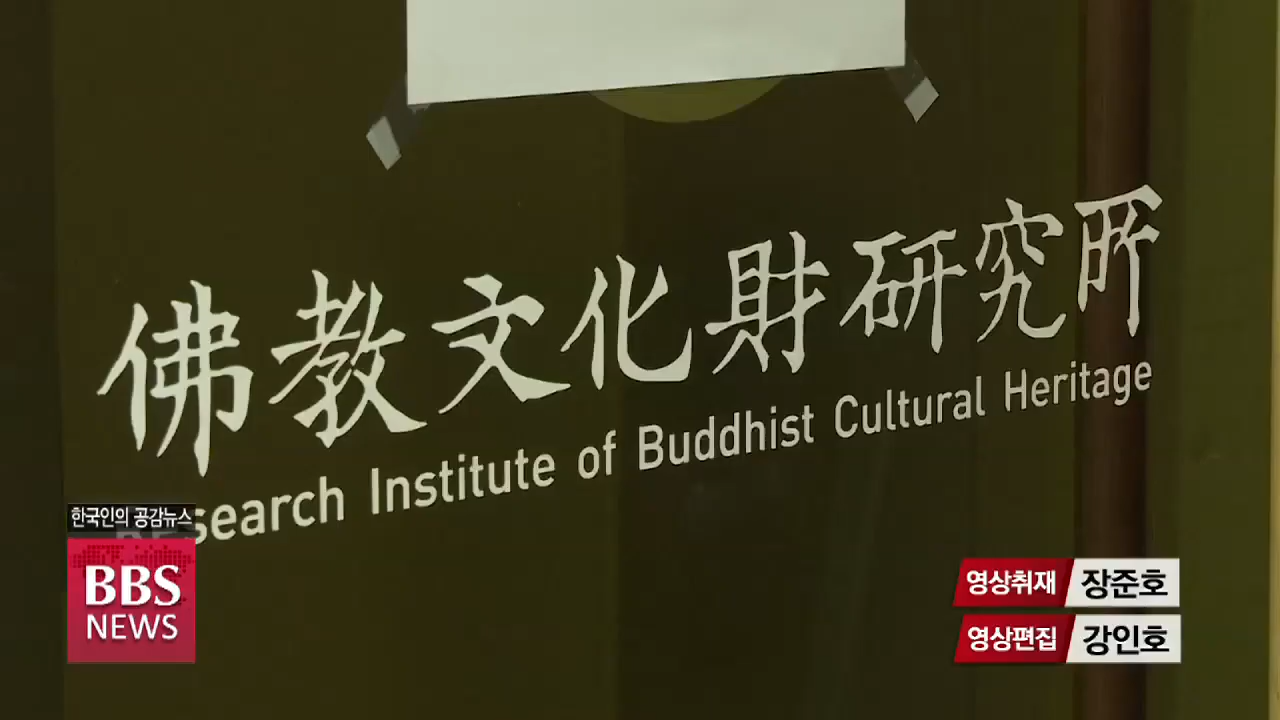 佛教文化財研究所
Research Institute of Buddhist Cultural Heritage
한국인의 공감뉴스
BBS
NEWS
영상취재 장준호
영상편집 강인호